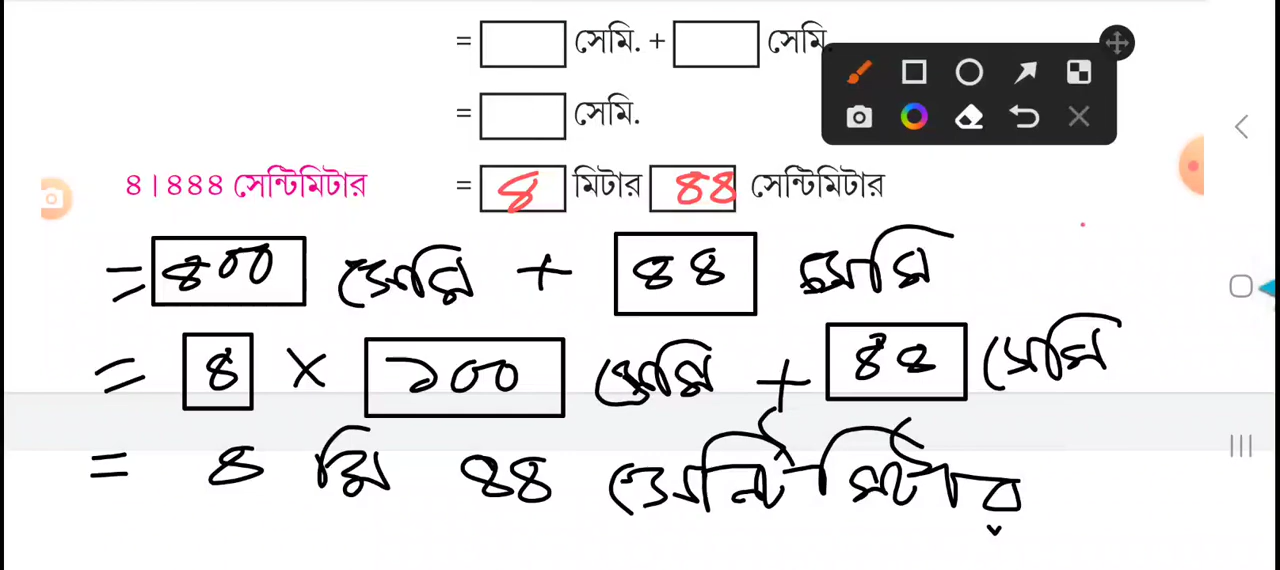 = সেমি. + সেমি.
= সেমি.
৪। ৪৪৪ সেন্টিমিটার = ৪ মিটার ৪৪ সেন্টিমিটার
= ৪০০ সেমি + ৪৪ সেমি
= ৪ × ১০০ সেমি + ৪৪ সেমি
= ৪ মি ৪৪ সেন্টিমিটার